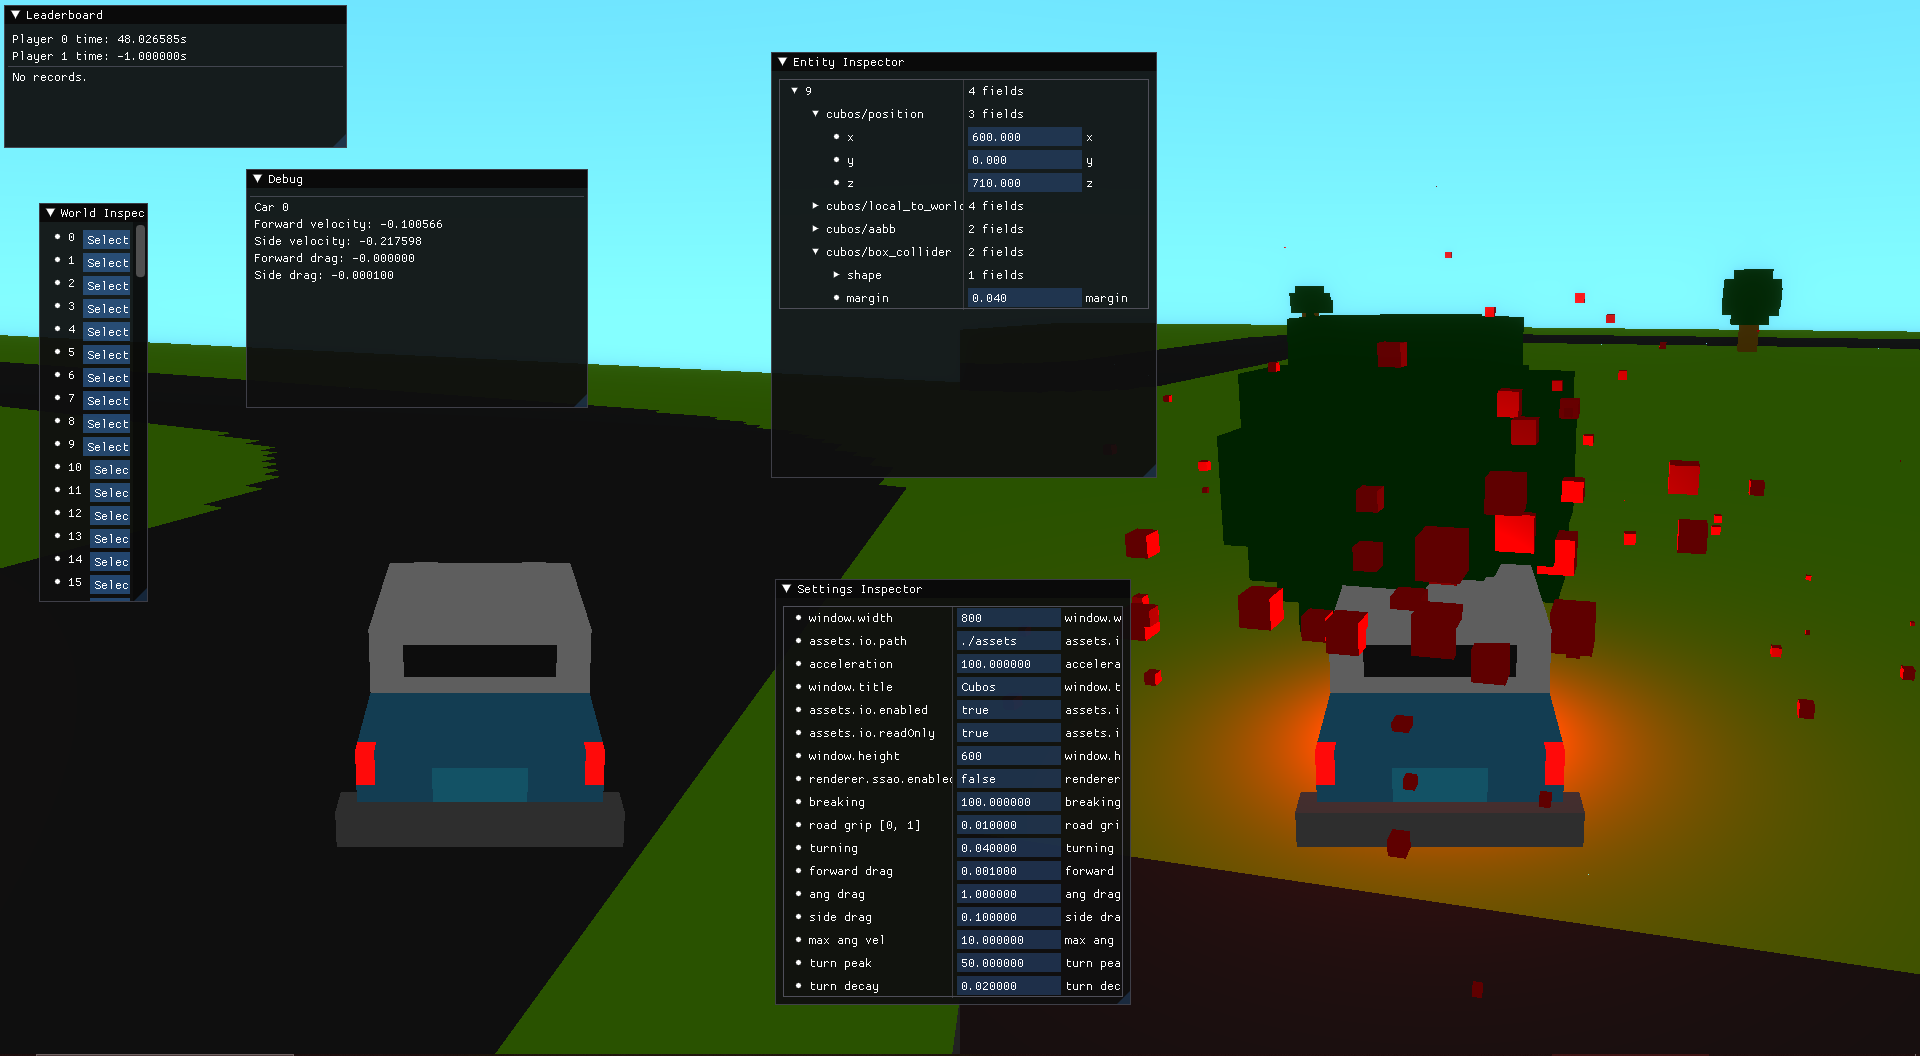 Leaderboard
Player 0 time: 48.026585s
Player 1 time: -1.000000s
No records.
World Inspec
0 Select
1 Select
2 Select
3 Select
4 Select
5 Select
6 Select
7 Select
8 Select
9 Select
10 Selec
11 Selec
12 Selec
13 Selec
14 Selec
15 Selec
Debug
Car 0
Forward velocity: -0.100566
Side velocity: -0.217598
Forward drag: -0.000000
Side drag: -0.000100
Entity Inspector
9 4 fields
cubos/position 3 fields
x 600.000 x
y 0.000 y
z 710.000 z
cubos/local_to_world 4 fields
cubos/aabb 2 fields
cubos/box_collider 2 fields
shape 1 fields
margin 0.040 margin
Settings Inspector
window.width 800 window.w
assets.io.path ./assets assets.i
acceleration 100.000000 accelera
window.title Cubos window.t
assets.io.enabled true assets.i
assets.io.readOnly true assets.i
window.height 600 window.h
renderer.ssao.enabled false renderer
breaking 100.000000 breaking
road grip [0, 1] 0.010000 road gri
turning 0.040000 turning
forward drag 0.001000 forward
ang drag 1.000000 ang drag
side drag 0.100000 side dra
max ang vel 10.000000 max ang
turn peak 50.000000 turn pea
turn decay 0.020000 turn dec